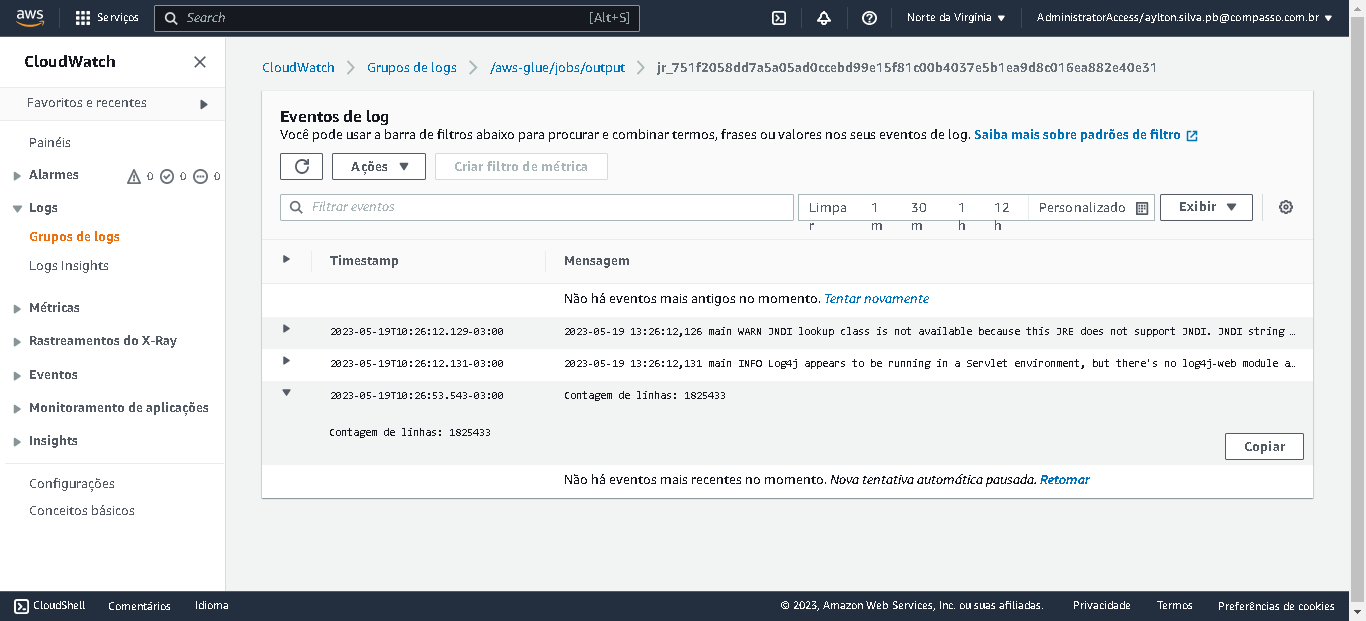 aws
Serviços
Search
[Alt+S]
Norte da Virgínia
AdministratorAccess/aylton.silva.pb@compasso.com.br
CloudWatch
Favoritos e recentes
Painéis
Alarmes
0
0
0
Logs
Grupos de logs
Logs Insights
Métricas
Rastreamentos do X-Ray
Eventos
Monitoramento de aplicações
Insights
Configurações
Conceitos básicos
CloudWatch
Grupos de logs
/aws-glue/jobs/output
jr_751f2058dd7a5a05ad0ccebd99e15f81c00b4037e5b1ea9d8c016ea882e40e31
Eventos de log
Você pode usar a barra de filtros abaixo para procurar e combinar termos, frases ou valores nos seus eventos de log. Saiba mais sobre padrões de filtro
Ações
Criar filtro de métrica
Filtrar eventos
Limpa 1 30 1 12 Personalizado
r m m h h
Exibir
Timestamp
Mensagem
Não há eventos mais antigos no momento. Tentar novamente
2023-05-19T10:26:12.129-03:00
2023-05-19 13:26:12,126 main WARN JNDI lookup class is not available because this JRE does not support JNDI. JNDI string …
2023-05-19T10:26:12.131-03:00
2023-05-19 13:26:12,131 main INFO Log4j appears to be running in a Servlet environment, but there's no log4j-web module a…
2023-05-19T10:26:53.543-03:00
Contagem de linhas: 1825433
Contagem de linhas: 1825433
Copiar
Não há eventos mais recentes no momento. Nova tentativa automática pausada. Retomar
CloudShell
Comentários
Idioma
© 2023, Amazon Web Services, Inc. ou suas afiliadas.
Privacidade
Termos
Preferências de cookies